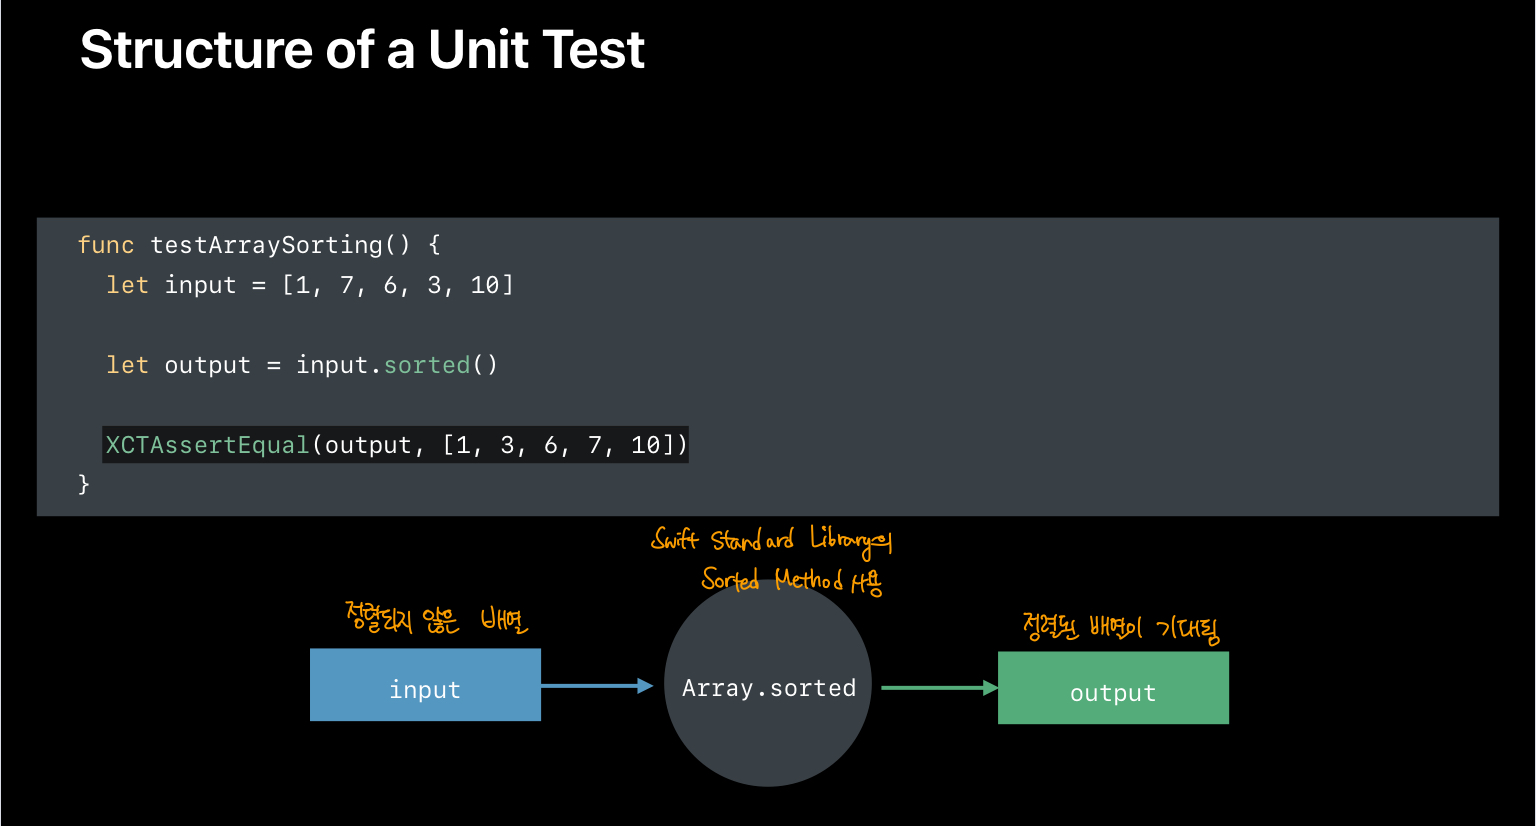 Structure of a Unit Test
func testArraySorting() {
let input = [1, 7, 6, 3, 10]
let output = input.sorted()
XCTAssertEqual(output, [1, 3, 6, 7, 10])
}
Swift Standard Library의
Sorted Method 사용
정렬되지 않은 배열
정렬된 배열이 기대됨
input
Array.sorted
output